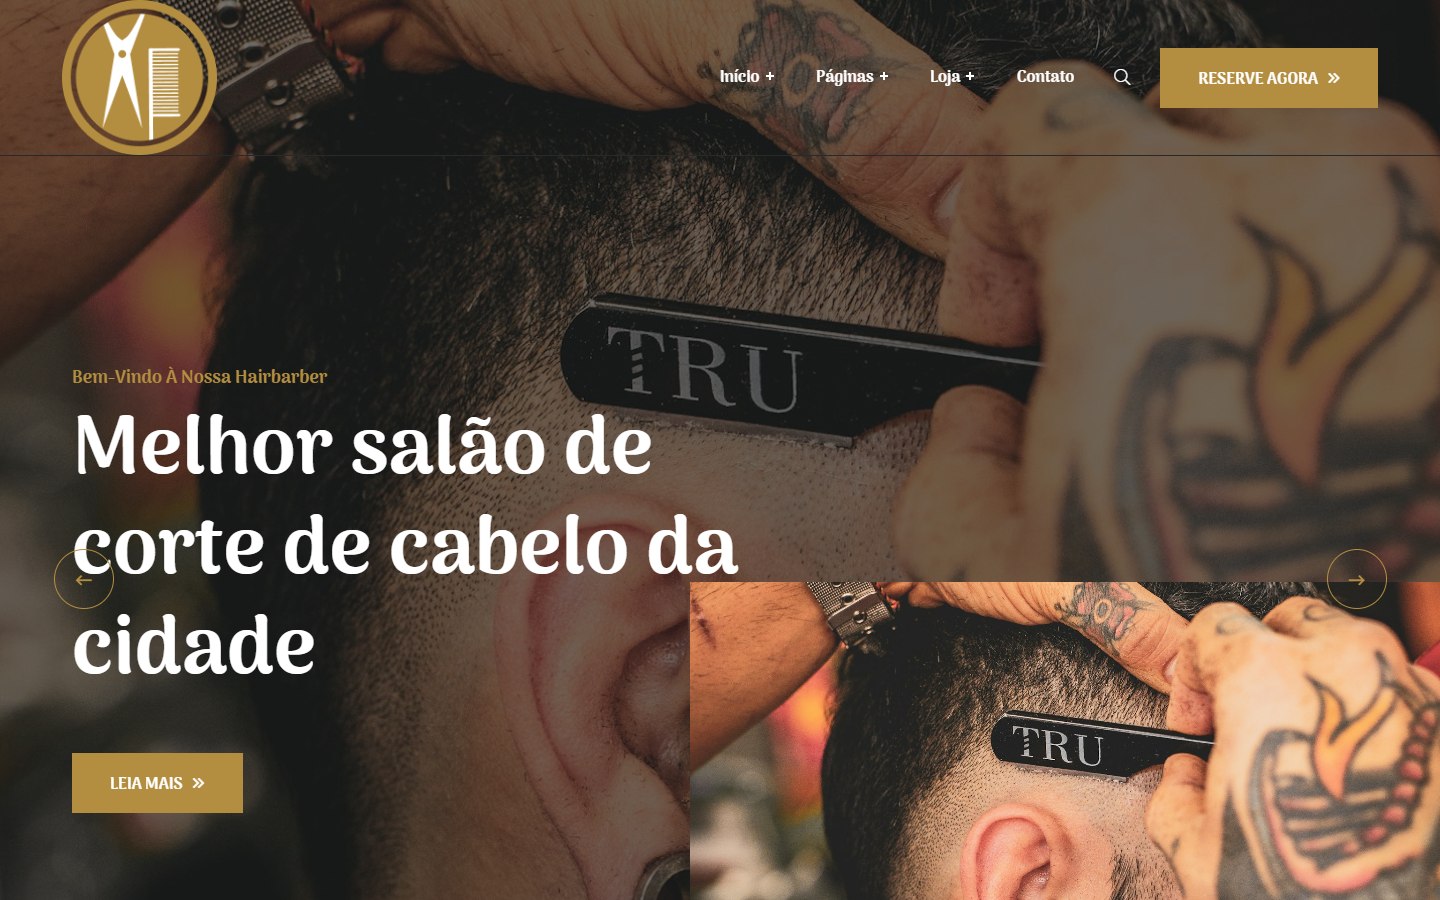 Início +
Páginas +
Loja +
Contato
RESERVE AGORA
TRU
Bem-Vindo À Nossa Hairbarber
Melhor salão de
corte de cabelo da
cidade
LEIA MAIS
TRU